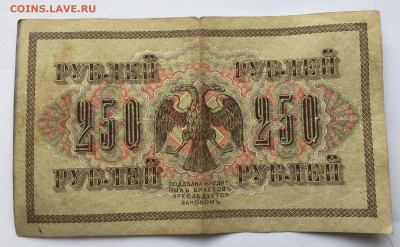 COINS.LAVE.RU
РУБЛЕЙ РУБЛЕЙ
250 250
РУБЛЕЙ РУБЛЕЙ
ПОДДѢЛКА КРЕДИТ-
НЫХЪ БИЛЕТОВЪ
ПРЕСЛѢДУЕТСЯ
ЗАКОНОМЪ.